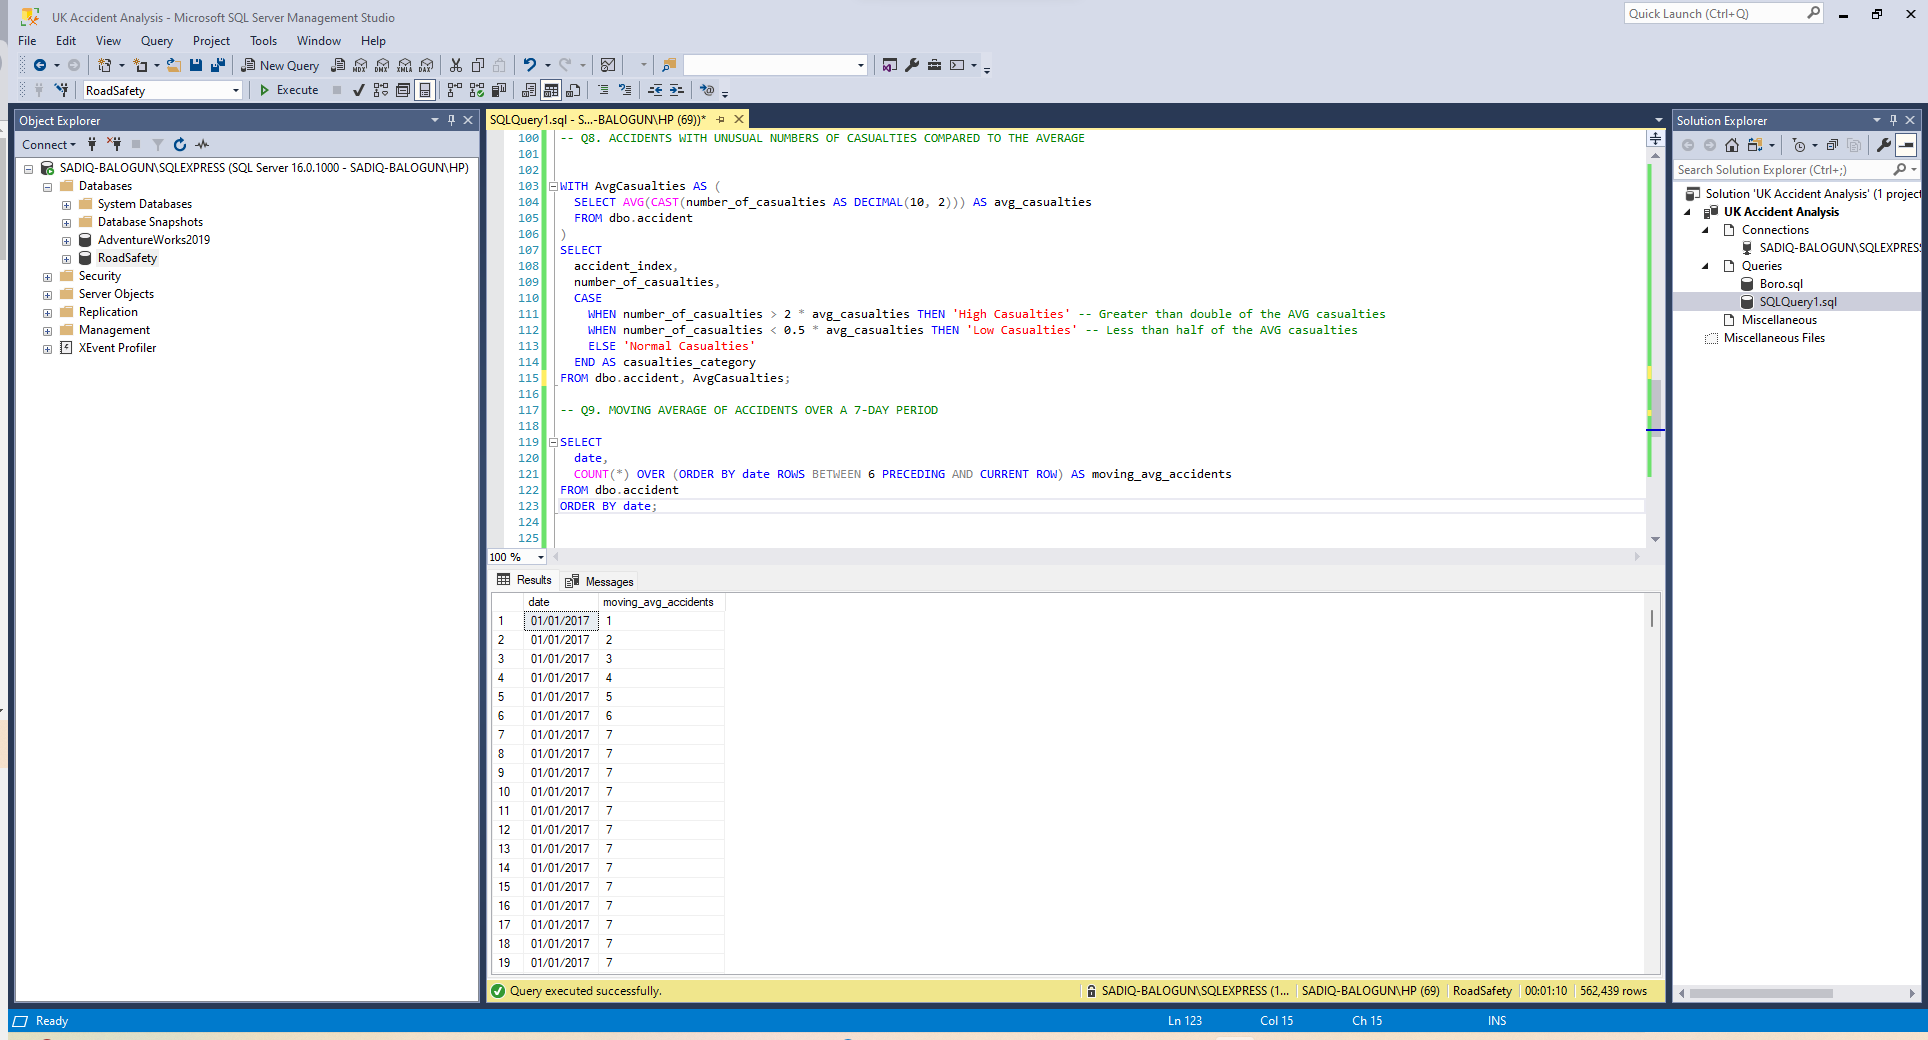 UK Accident Analysis - Microsoft SQL Server Management Studio
Quick Launch (Ctrl+Q)
File Edit View Query Project Tools Window Help
New Query MDX DMX XMLA DAX
RoadSafety Execute
Object Explorer
Connect
SADIQ-BALOGUN\SQLEXPRESS (SQL Server 16.0.1000 - SADIQ-BALOGUN\HP)
Databases
System Databases
Database Snapshots
AdventureWorks2019
RoadSafety
Security
Server Objects
Replication
Management
XEvent Profiler
SQLQuery1.sql - S...-BALOGUN\HP (69))*
100 -- Q8. ACCIDENTS WITH UNUSUAL NUMBERS OF CASUALTIES COMPARED TO THE AVERAGE
101
102
103 WITH AvgCasualties AS (
104 SELECT AVG(CAST(number_of_casualties AS DECIMAL(10, 2))) AS avg_casualties
105 FROM dbo.accident
106 )
107 SELECT
108 accident_index,
109 number_of_casualties,
110 CASE
111 WHEN number_of_casualties > 2 * avg_casualties THEN 'High Casualties' -- Greater than double of the AVG casualties
112 WHEN number_of_casualties < 0.5 * avg_casualties THEN 'Low Casualties' -- Less than half of the AVG casualties
113 ELSE 'Normal Casualties'
114 END AS casualties_category
115 FROM dbo.accident, AvgCasualties;
116
117 -- Q9. MOVING AVERAGE OF ACCIDENTS OVER A 7-DAY PERIOD
118
119 SELECT
120 date,
121 COUNT(*) OVER (ORDER BY date ROWS BETWEEN 6 PRECEDING AND CURRENT ROW) AS moving_avg_accidents
122 FROM dbo.accident
123 ORDER BY date;
124
125
100 %
Results Messages
date moving_avg_accidents
1 01/01/2017 1
2 01/01/2017 2
3 01/01/2017 3
4 01/01/2017 4
5 01/01/2017 5
6 01/01/2017 6
7 01/01/2017 7
8 01/01/2017 7
9 01/01/2017 7
10 01/01/2017 7
11 01/01/2017 7
12 01/01/2017 7
13 01/01/2017 7
14 01/01/2017 7
15 01/01/2017 7
16 01/01/2017 7
17 01/01/2017 7
18 01/01/2017 7
19 01/01/2017 7
Query executed successfully. SADIQ-BALOGUN\SQLEXPRESS (1... SADIQ-BALOGUN\HP (69) RoadSafety 00:01:10 562,439 rows
Solution Explorer
Search Solution Explorer (Ctrl+;)
Solution 'UK Accident Analysis' (1 project
UK Accident Analysis
Connections
SADIQ-BALOGUN\SQLEXPRESS
Queries
Boro.sql
SQLQuery1.sql
Miscellaneous
Miscellaneous Files
Ready Ln 123 Col 15 Ch 15 INS